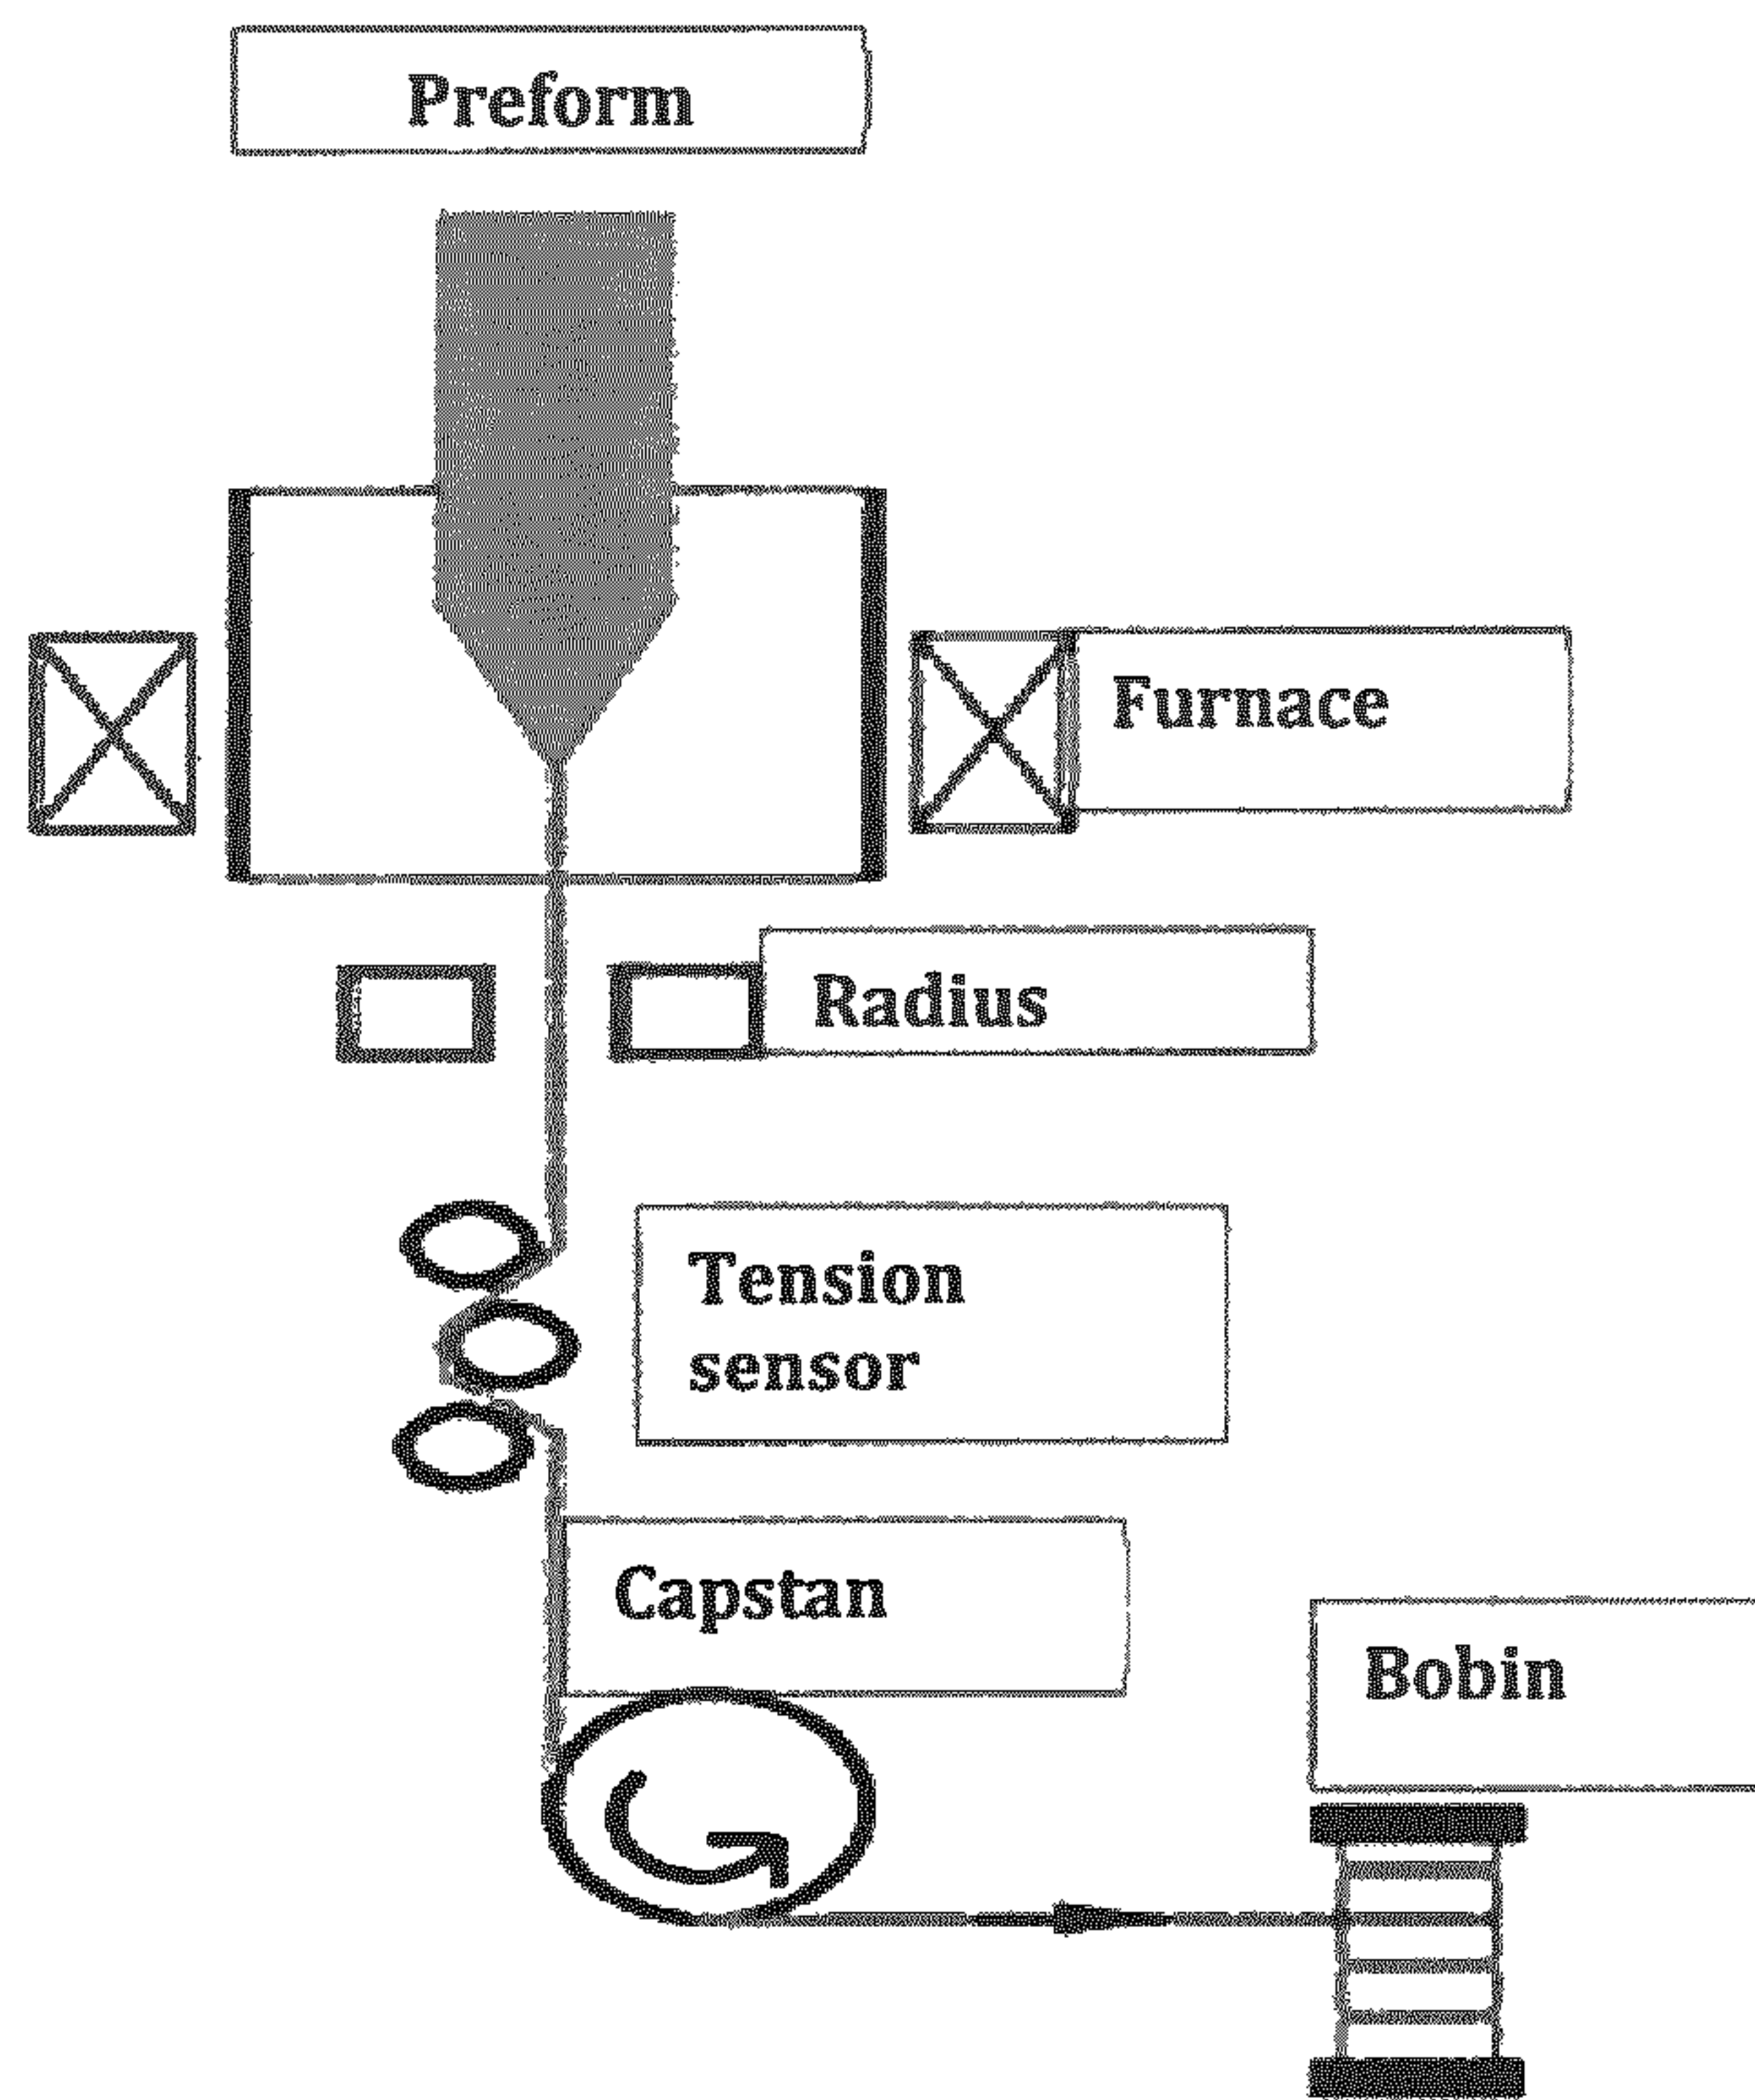 Preform
Furnace
Radius
Tension
sensor
Capstan
Bobin